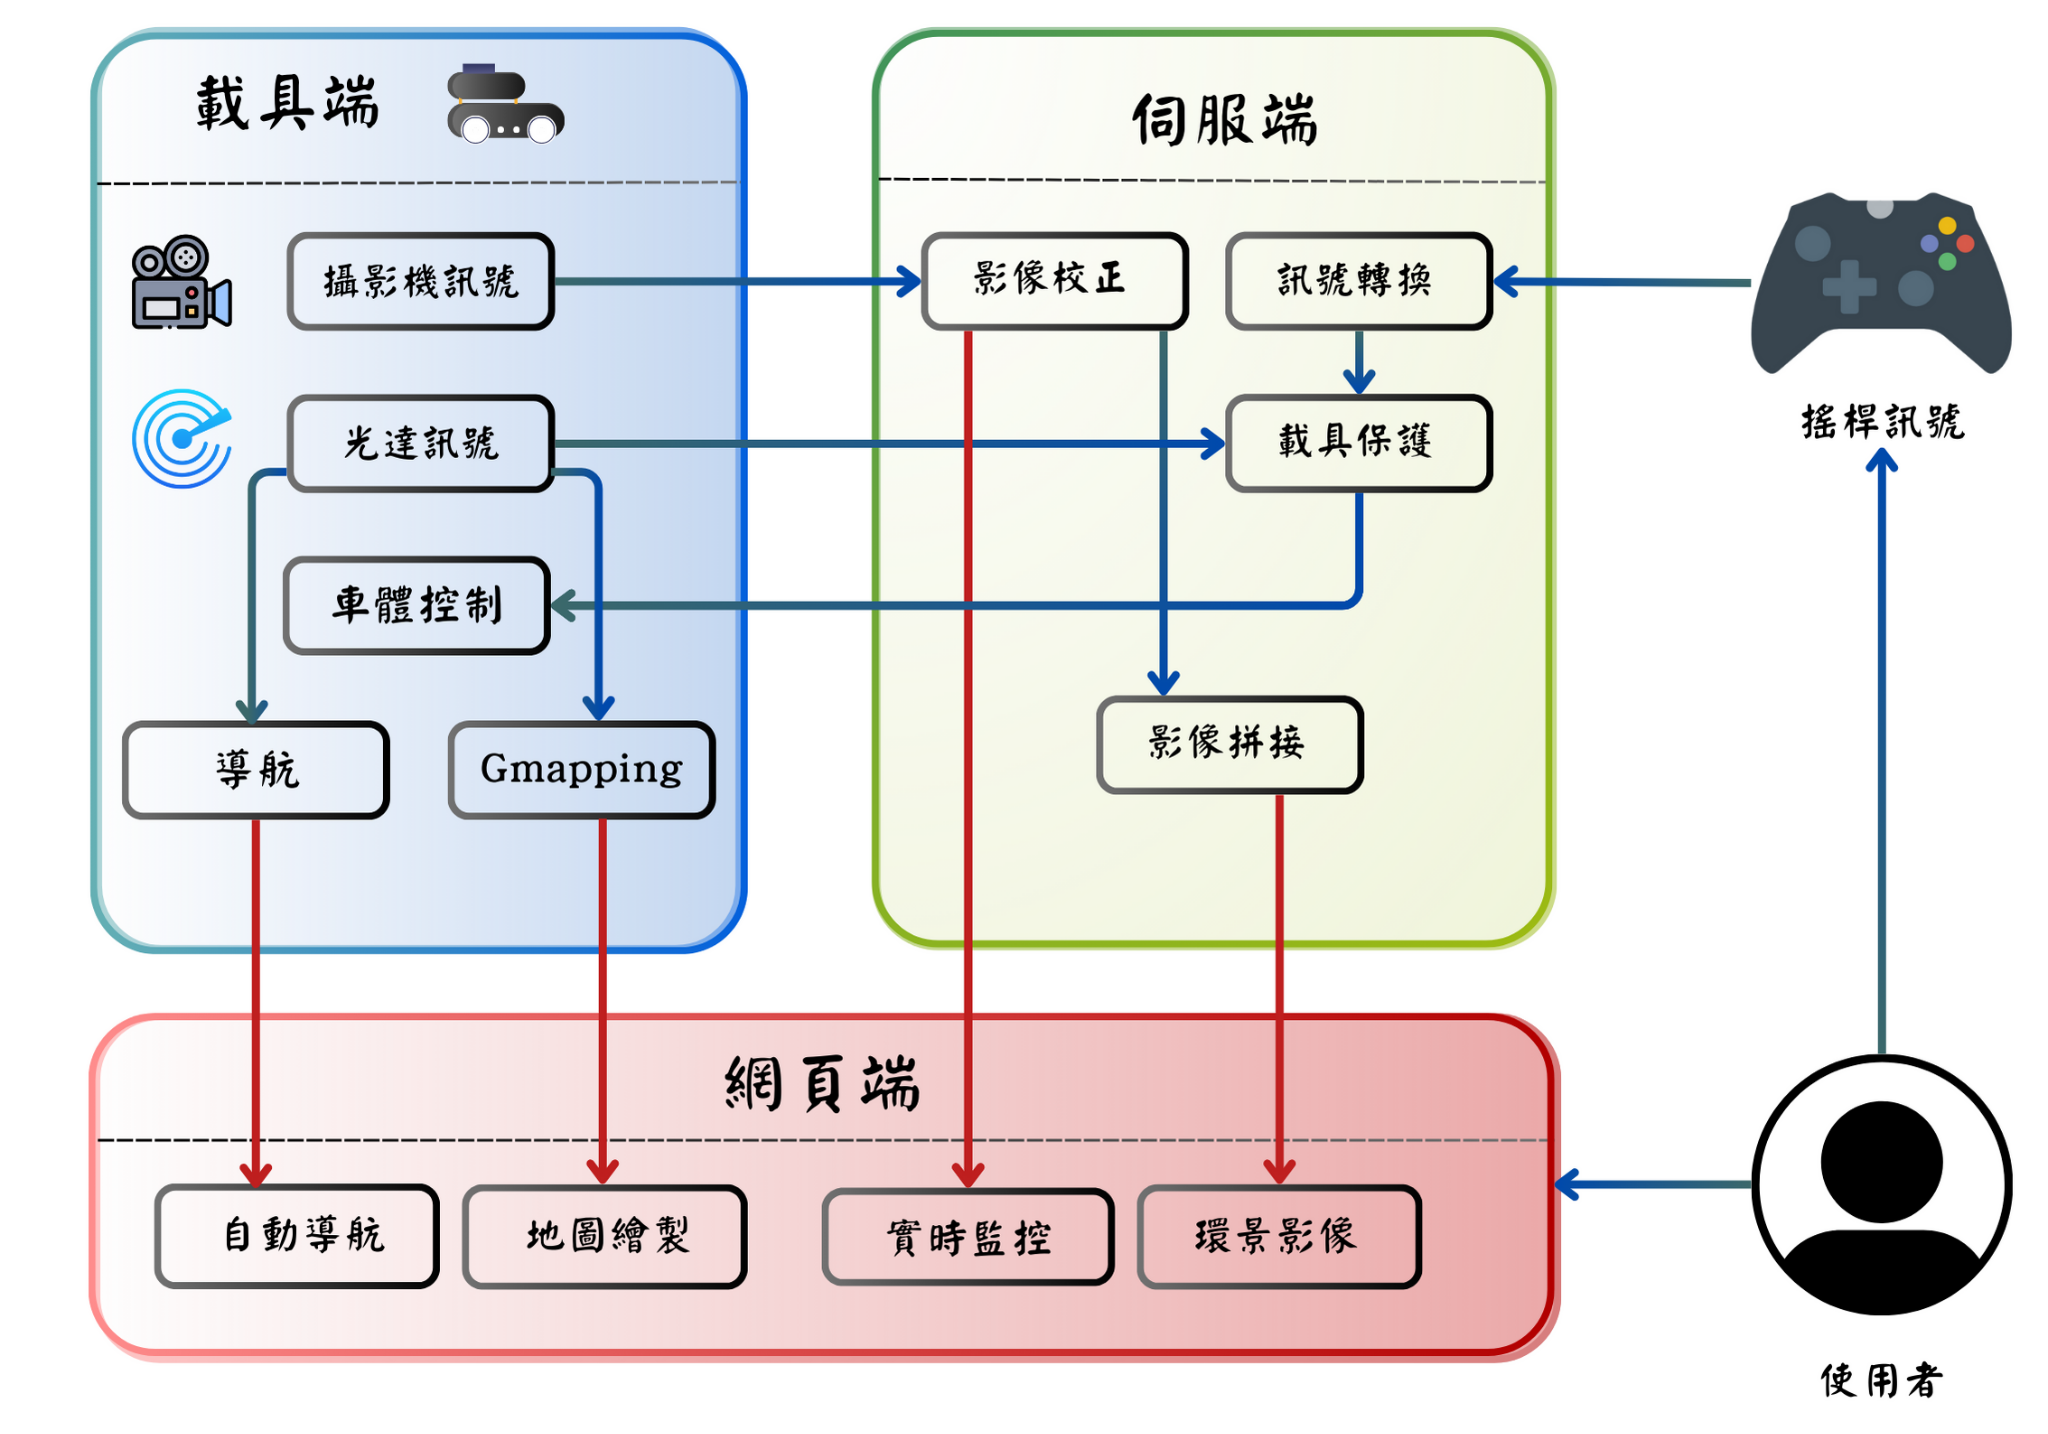 載具端
攝影機訊號
光達訊號
車體控制
導航
Gmapping
伺服端
影像校正
訊號轉換
載具保護
影像拼接
搖桿訊號
網頁端
自動導航
地圖繪製
實時監控
環景影像
使用者